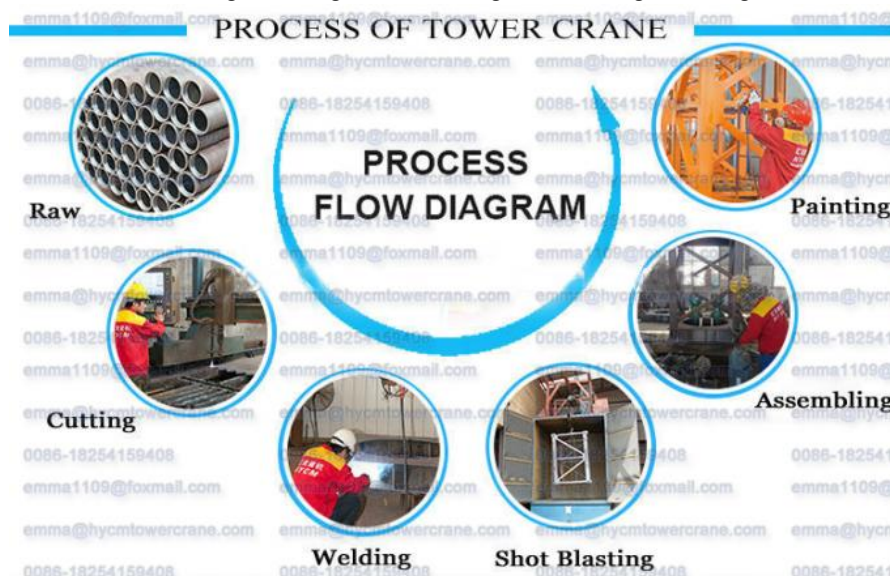 PROCESS OF TOWER CRANE
PROCESS
FLOW DIAGRAM
Raw
Painting
Cutting
Assembling
Welding
Shot Blasting
emma1109@foxmail.com
emma@hycmtowercrane.com
0086-18254159408